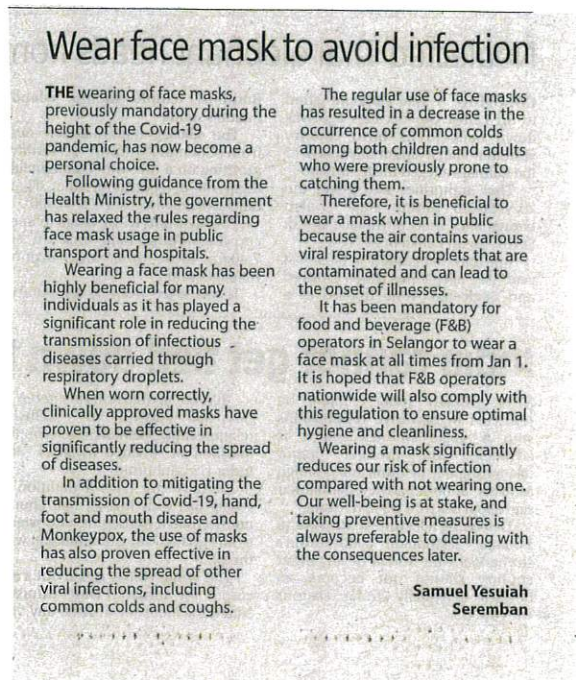 Wear face mask to avoid infection
THE wearing of face masks,
previously mandatory during the
height of the Covid-19
pandemic, has now become a
personal choice.
Following guidance from the
Health Ministry, the government
has relaxed the rules regarding
face mask usage in public
transport and hospitals.
Wearing a face mask has been
highly beneficial for many
individuals as it has played a
significant role in reducing the
transmission of infectious
diseases carried through
respiratory droplets.
When worn correctly,
clinically approved masks have
proven to be effective in
significantly reducing the spread
of diseases.
In addition to mitigating the
transmission of Covid-19, hand,
foot and mouth disease and
Monkeypox, the use of masks
has also proven effective in
reducing the spread of other
viral infections, including
common colds and coughs.
The regular use of face masks
has resulted in a decrease in the
occurrence of common colds
among both children and adults
who were previously prone to
catching them.
Therefore, it is beneficial to
wear a mask when in public
because the air contains various
viral respiratory droplets that are
contaminated and can lead to
the onset of illnesses.
It has been mandatory for
food and beverage (F&B)
operators in Selangor to wear a
face mask at all times from Jan 1.
It is hoped that F&B operators
nationwide will also comply with
this regulation to ensure optimal
hygiene and cleanliness.
Wearing a mask significantly
reduces our risk of infection
compared with not wearing one.
Our well-being is at stake, and
taking preventive measures is
always preferable to dealing with
the consequences later.
Samuel Yesuiah
Seremban